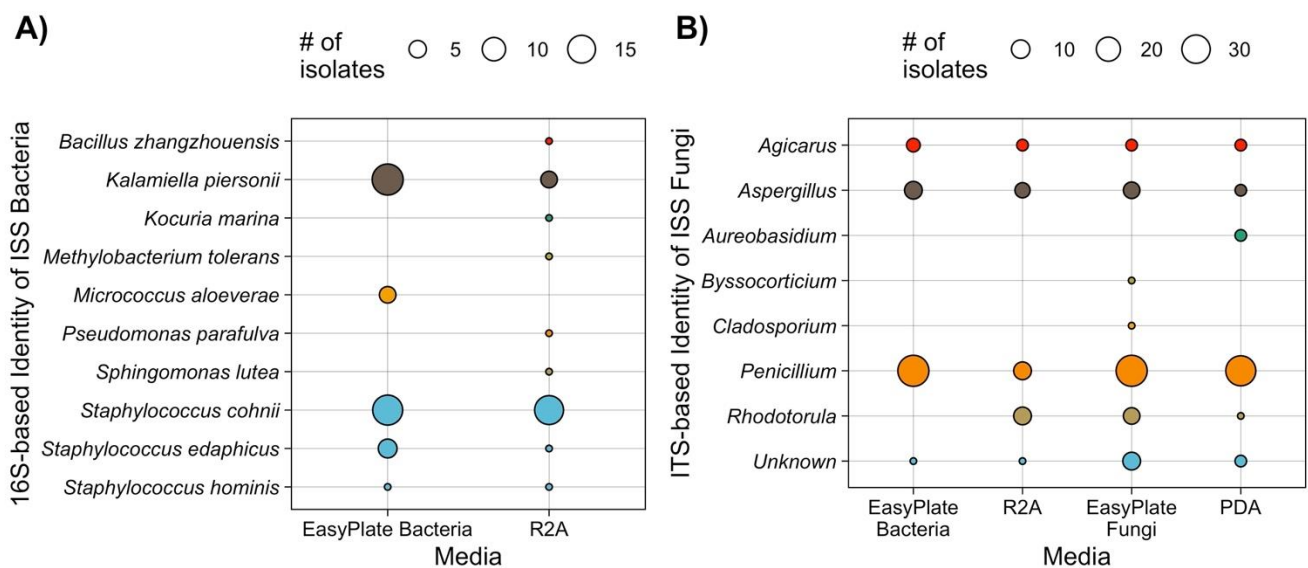 A)
# of
isolates
5
10
15
16S-based Identity of ISS Bacteria
Bacillus zhangzhouensis
Kalamiella piersonii
Kocuria marina
Methylobacterium tolerans
Micrococcus aloeverae
Pseudomonas parafulva
Sphingomonas lutea
Staphylococcus cohnii
Staphylococcus edaphicus
Staphylococcus hominis
EasyPlate Bacteria
R2A
Media
B)
# of
isolates
10
20
30
ITS-based Identity of ISS Fungi
Agicarus
Aspergillus
Aureobasidium
Byssocorticium
Cladosporium
Penicillium
Rhodotorula
Unknown
EasyPlate
Bacteria
R2A
EasyPlate
Fungi
PDA
Media